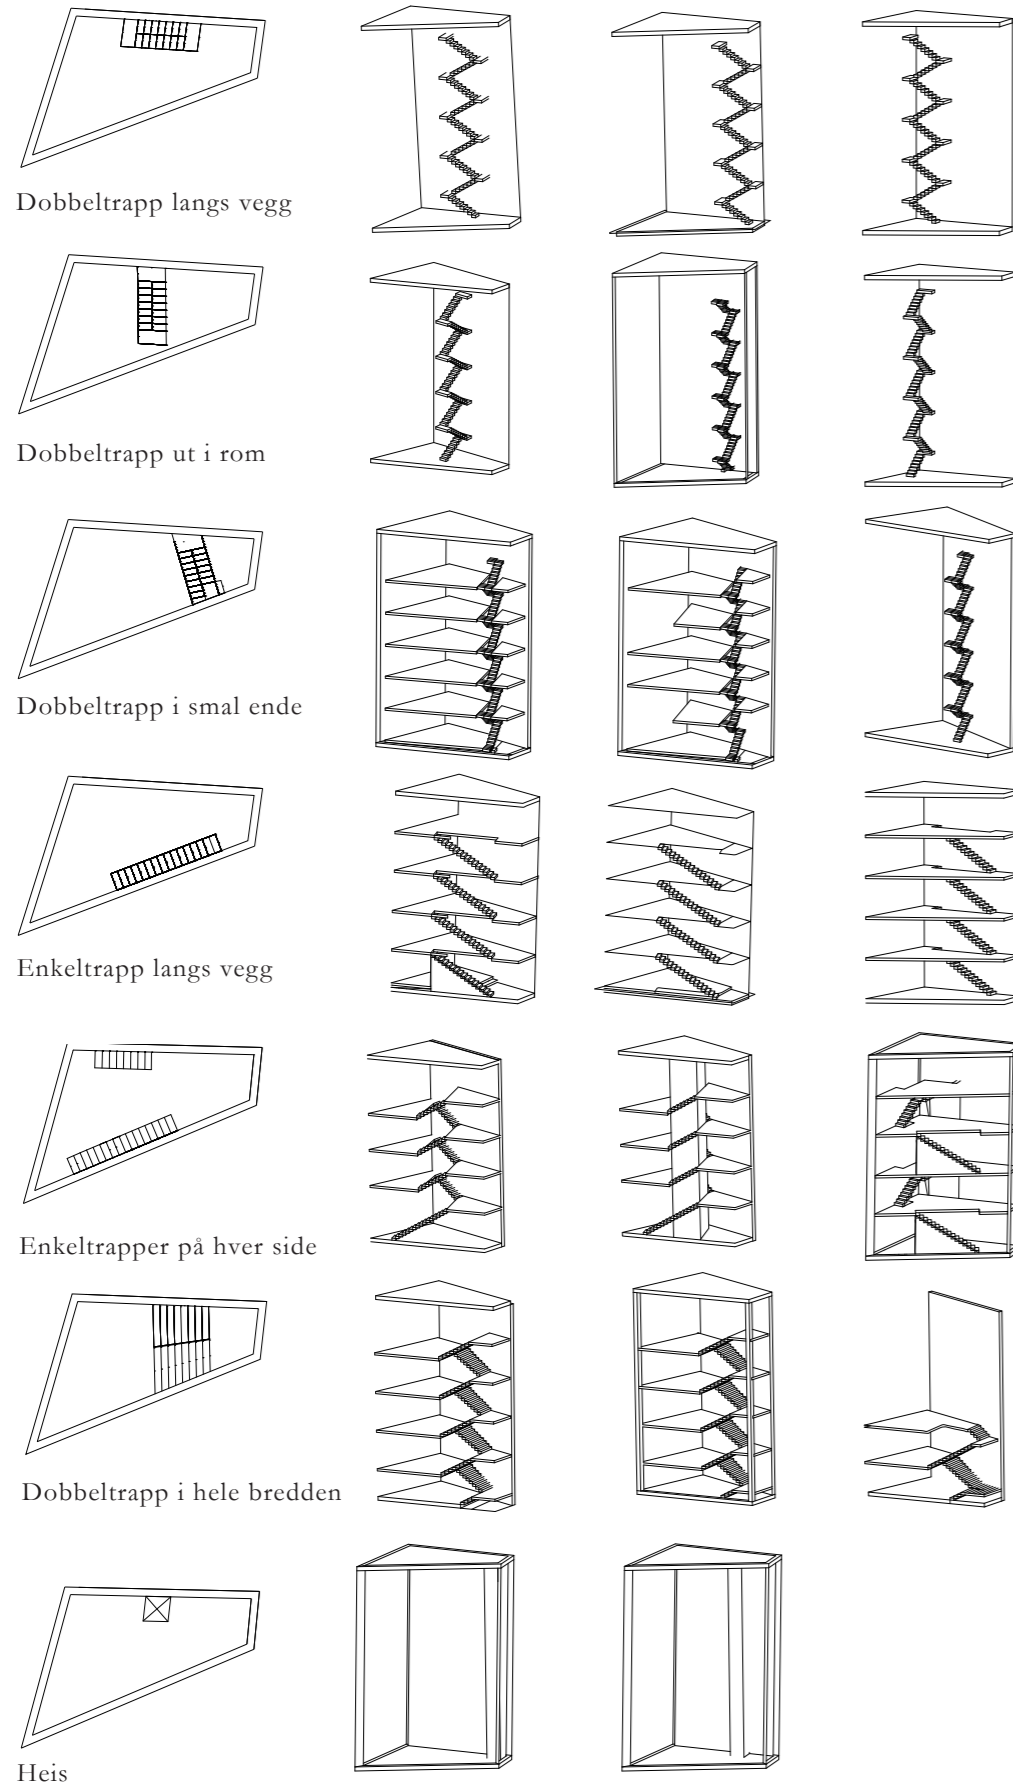 Dobbeltrapp langs vegg
Dobbeltrapp ut i rom
Dobbeltrapp i smal ende
Enkeltrapp langs vegg
Enkeltrapper på hver side
Dobbeltrapp i hele bredden
Heis